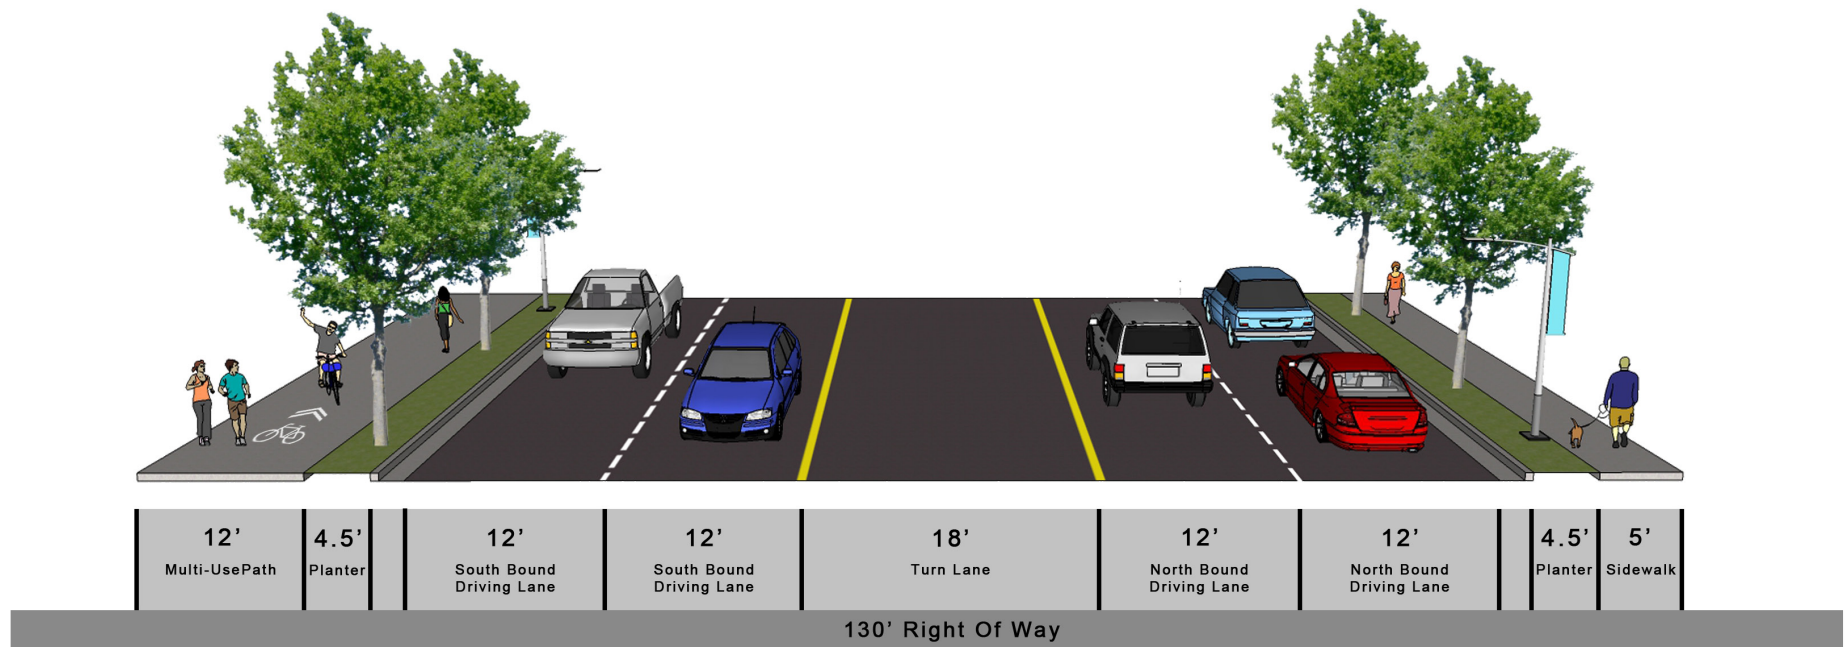 12’
Multi-UsePath
4.5’
Planter
12’
South Bound
Driving Lane
12’
South Bound
Driving Lane
18’
Turn Lane
12’
North Bound
Driving Lane
12’
North Bound
Driving Lane
4.5’
Planter
5’
Sidewalk
130’ Right Of Way